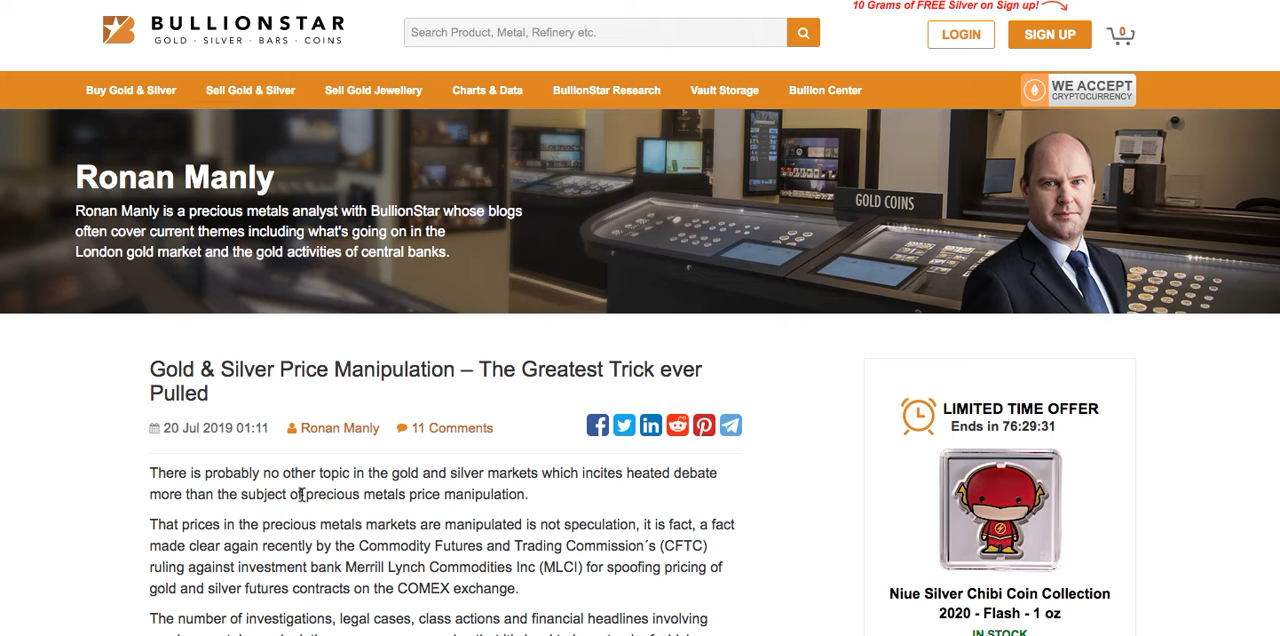 10 Grams of FREE Silver on Sign up!
BULLIONSTAR
GOLD · SILVER · BARS · COINS
Search Product, Metal, Refinery etc.
LOGIN
SIGN UP
0
Buy Gold & Silver
Sell Gold & Silver
Sell Gold Jewellery
Charts & Data
BullionStar Research
Vault Storage
Bullion Center
WE ACCEPT
CRYPTOCURRENCY
Ronan Manly
Ronan Manly is a precious metals analyst with BullionStar whose blogs
often cover current themes including what's going on in the
London gold market and the gold activities of central banks.
GOLD COINS
Gold & Silver Price Manipulation – The Greatest Trick ever
Pulled
20 Jul 2019 01:11 Ronan Manly 11 Comments
There is probably no other topic in the gold and silver markets which incites heated debate
more than the subject of precious metals price manipulation.
That prices in the precious metals markets are manipulated is not speculation, it is fact, a fact
made clear again recently by the Commodity Futures and Trading Commission´s (CFTC)
ruling against investment bank Merrill Lynch Commodities Inc (MLCI) for spoofing pricing of
gold and silver futures contracts on the COMEX exchange.
The number of investigations, legal cases, class actions and financial headlines involving
LIMITED TIME OFFER
Ends in 76:29:31
Niue Silver Chibi Coin Collection
2020 - Flash - 1 oz
IN STOCK